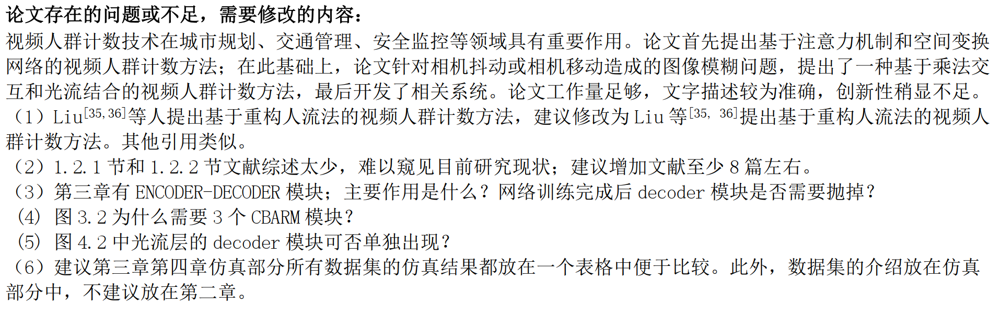 论文存在的问题或不足，需要修改的内容：
视频人群计数技术在城市规划、交通管理、安全监控等领域具有重要作用。论文首先提出基于注意力机制和空间变换
网络的视频人群计数方法；在此基础上，论文针对相机抖动或相机移动造成的图像模糊问题，提出了一种基于乘法交
互和光流结合的视频人群计数方法，最后开发了相关系统。论文工作量足够，文字描述较为准确，创新性稍显不足。
（1）Liu[35,36]等人提出基于重构人流法的视频人群计数方法，建议修改为 Liu 等[35, 36]提出基于重构人流法的视频人
群计数方法。其他引用类似。
（2）1.2.1 节和 1.2.2 节文献综述太少，难以窥见目前研究现状；建议增加文献至少 8 篇左右。
（3）第三章有 ENCODER-DECODER 模块；主要作用是什么？网络训练完成后 decoder 模块是否需要抛掉？
（4） 图 3.2 为什么需要 3 个 CBARM 模块？
（5） 图 4.2 中光流层的 decoder 模块可否单独出现？
（6）建议第三章第四章仿真部分所有数据集的仿真结果都放在一个表格中便于比较。此外，数据集的介绍放在仿真
部分中，不建议放在第二章。